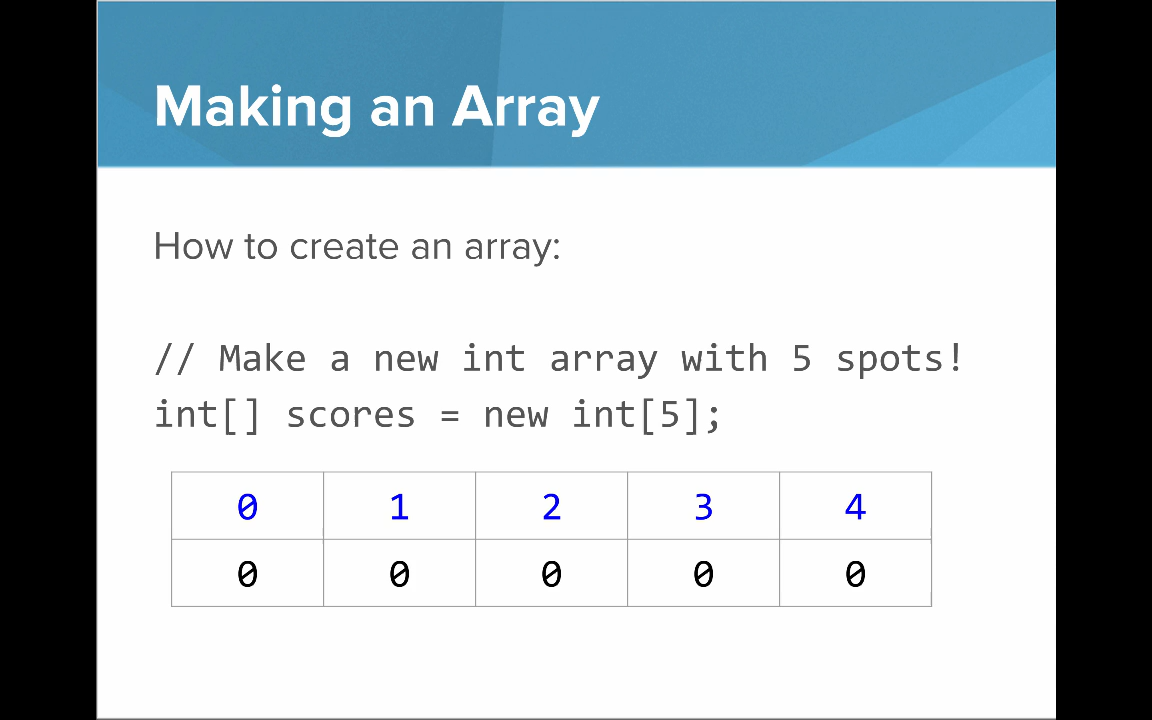 Making an Array
How to create an array:
// Make a new int array with 5 spots!
int[] scores = new int[5];
0 1 2 3 4
0 0 0 0 0